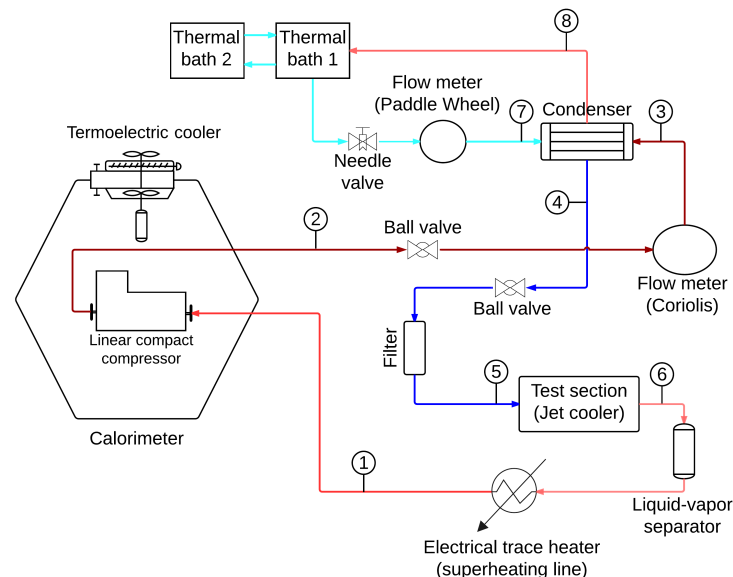 8
Thermal
bath 2
Thermal
bath 1
Flow meter
(Paddle Wheel)
7
Condenser
3
Termoelectric cooler
Needle
valve
4
2
Ball valve
Flow meter
(Coriolis)
Ball valve
Linear compact
compressor
Filter
5
Test section
(Jet cooler)
6
Calorimeter
1
Liquid-vapor
separator
Electrical trace heater
(superheating line)